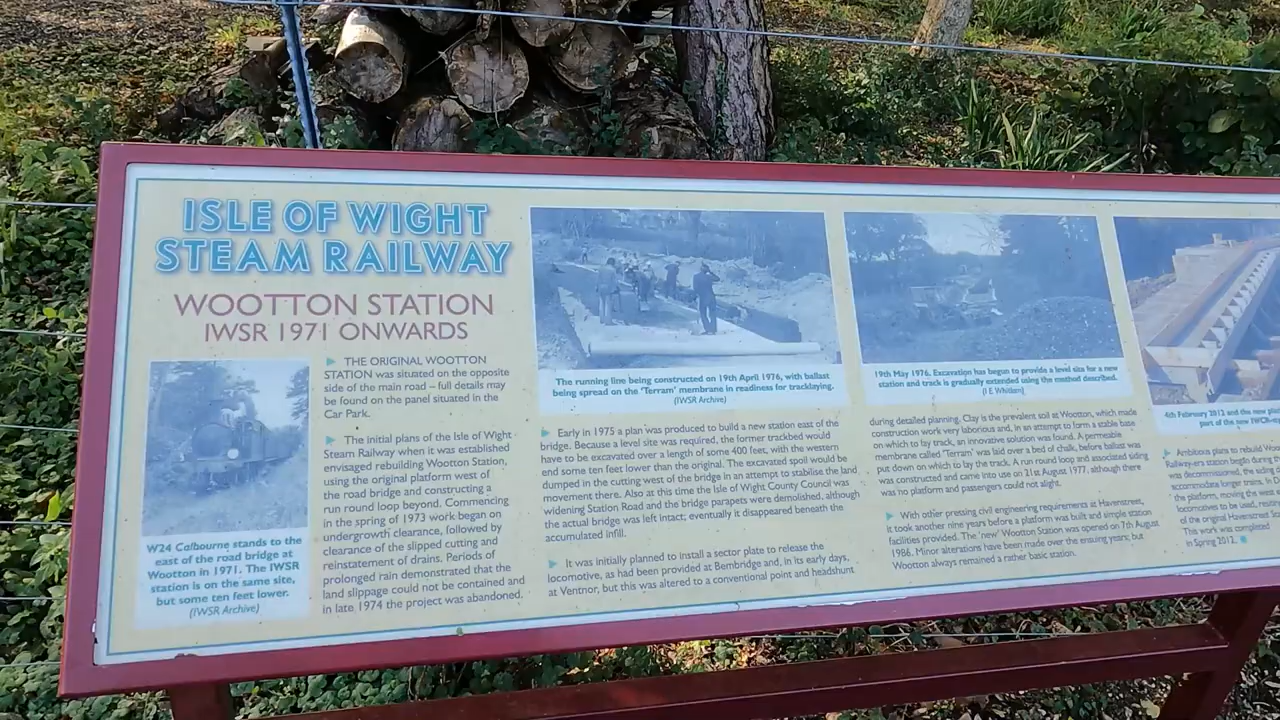 ISLE OF WIGHT
STEAM RAILWAY
WOOTTON STATION
IWSR 1971 ONWARDS
W24 Calbourne stands to the
east of the road bridge at
Wootton in 1971. The IWSR
station is on the same site,
but some ten feet lower.
(IWSR Archive)
THE ORIGINAL WOOTTON
STATION was situated on the opposite
side of the main road – full details may
be found on the panel situated in the
Car Park.
The initial plans of the Isle of Wight
Steam Railway when it was established
envisaged rebuilding Wootton Station,
using the original platform west of
the road bridge and constructing a
run round loop beyond. Commencing
in the spring of 1973 work began on
undergrowth clearance, followed by
clearance of the slipped cutting and
reinstatement of drains. Periods of
prolonged rain demonstrated that the
land slippage could not be contained and
in late 1974 the project was abandoned.
The running line being constructed on 19th April 1976, with ballast
being spread on the 'Terram' membrane in readiness for tracklaying.
(IWSR Archive)
Early in 1975 a plan was produced to build a new station east of the
bridge. Because a level site was required, the former trackbed would
have to be excavated over a length of some 400 feet, with the western
end some ten feet lower than the original. The excavated spoil would be
dumped in the cutting west of the bridge in an attempt to stabilise the land
movement there. Also at this time the Isle of Wight County Council was
widening Station Road and the bridge parapets were demolished, although
the actual bridge was left intact; eventually it disappeared beneath the
accumulated infill.
It was initially planned to install a sector plate to release the
locomotive, as had been provided at Bembridge and, in its early days,
at Ventnor, but this was altered to a conventional point and headshunt
19th May 1976. Excavation has begun to provide a level site for a new
station and track is gradually extended using the method described.
(I E Whitlam)
during detailed planning. Clay is the prevalent soil at Wootton, which made
construction work very laborious and, in an attempt to form a stable base
on which to lay track, an innovative solution was found. A permeable
membrane called 'Terram' was laid over a bed of chalk, before ballast was
put down on which to lay the track. A run round loop and associated siding
was constructed and came into use on 31st August 1977, although there
was no platform and passengers could not alight.
With other pressing civil engineering requirements at Havenstreet,
it took another nine years before a platform was built and simple station
facilities provided. The 'new' Wootton Station was opened on 7th August
1986. Minor alterations have been made over the ensuing years; but
Wootton always remained a rather basic station.
4th February 2012 and the new
part of the new
Ambitious plans to rebuild Woo
Railway-era station began during
was decommissioned, the siding
accommodate longer trains. In D
the platform, moving the west
locomotives to be used,
of the original Havenstreet
This work was completed
in Spring 2012.